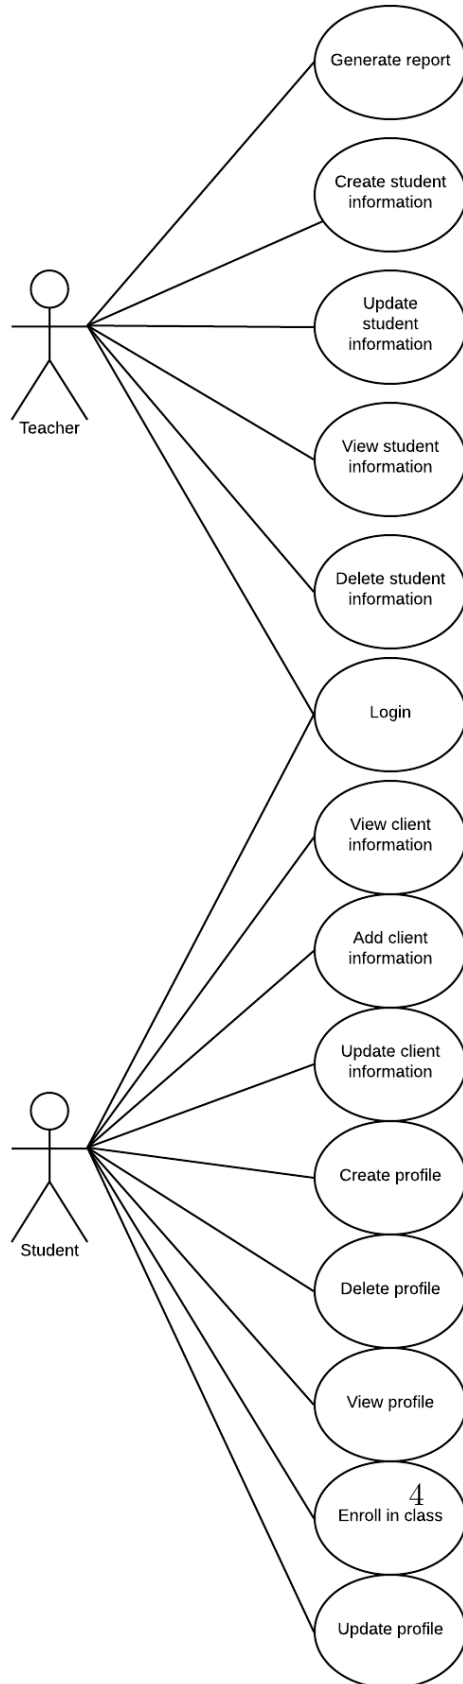 Generate report
Create student
information
Update
student
information
Teacher
View student
information
Delete student
information
Login
View client
information
Add client
information
Update client
information
Create profile
Student
Delete profile
View profile
4
Enroll in class
Update profile